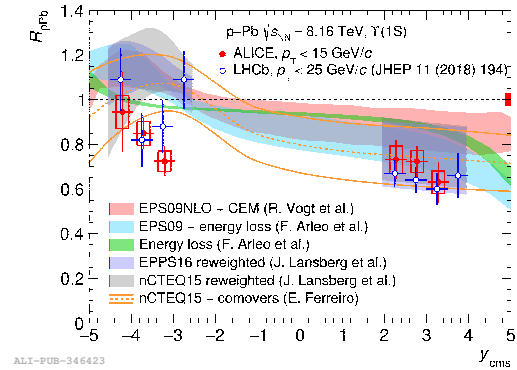 p-Pb √s_NN = 8.16 TeV, ϒ(1S)
ALICE, p_T < 15 GeV/c
LHCb, p_T < 25 GeV/c (JHEP 11 (2018) 194)
R_pPb
1.4
1.2
1
0.8
0.6
0.4
0.2
0
EPS09NLO - CEM (R. Vogt et al.)
EPS09 - energy loss (F. Arleo et al.)
Energy loss (F. Arleo et al.)
EPPS16 reweighted (J. Lansberg et al.)
nCTEQ15 reweighted (J. Lansberg et al.)
nCTEQ15 - comovers (E. Ferreiro)
-5 -4 -3 -2 -1 0 1 2 3 4 5
y_cms
ALI-PUB-346423